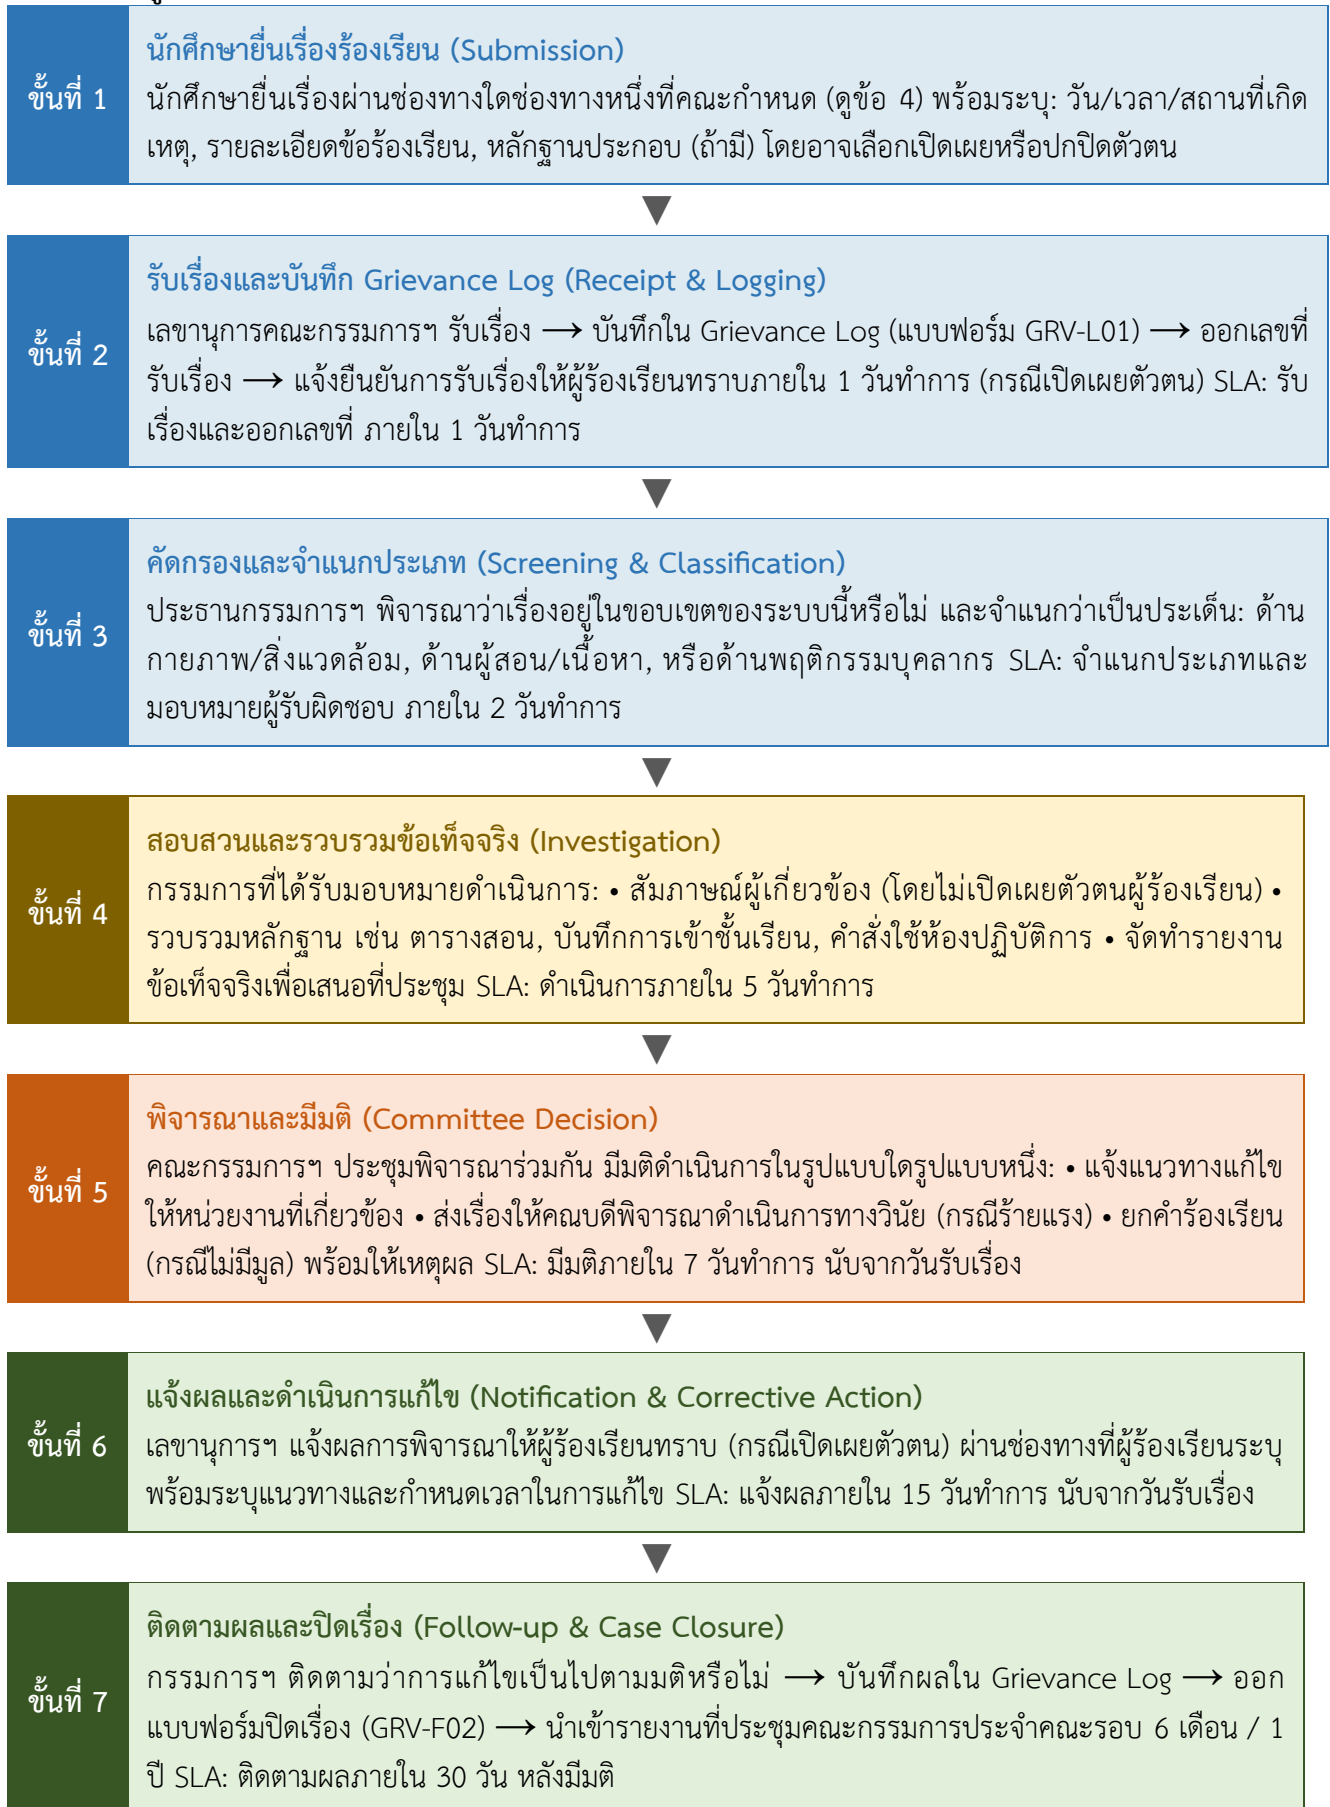 นักศึกษายื่นเรื่องร้องเรียน (Submission)
ขั้นที่ 1
นักศึกษายื่นเรื่องผ่านช่องทางใดช่องทางหนึ่งที่คณะกำหนด (ดูข้อ 4) พร้อมระบุ: วัน/เวลา/สถานที่เกิด
เหตุ, รายละเอียดข้อร้องเรียน, หลักฐานประกอบ (ถ้ามี) โดยอาจเลือกเปิดเผยหรือปกปิดตัวตน
▼
รับเรื่องและบันทึก Grievance Log (Receipt & Logging)
ขั้นที่ 2
เลขานุการคณะกรรมการฯ รับเรื่อง → บันทึกใน Grievance Log (แบบฟอร์ม GRV-L01) → ออกเลขที่
รับเรื่อง → แจ้งยืนยันการรับเรื่องให้ผู้ร้องเรียนทราบภายใน 1 วันทำการ (กรณีเปิดเผยตัวตน) SLA: รับ
เรื่องและออกเลขที่ ภายใน 1 วันทำการ
▼
คัดกรองและจำแนกประเภท (Screening & Classification)
ขั้นที่ 3
ประธานกรรมการฯ พิจารณาว่าเรื่องอยู่ในขอบเขตของระบบนี้หรือไม่ และจำแนกว่าเป็นประเด็น: ด้าน
กายภาพ/สิ่งแวดล้อม, ด้านผู้สอน/เนื้อหา, หรือด้านพฤติกรรมบุคลากร SLA: จำแนกประเภทและ
มอบหมายผู้รับผิดชอบ ภายใน 2 วันทำการ
▼
สอบสวนและรวบรวมข้อเท็จจริง (Investigation)
ขั้นที่ 4
กรรมการที่ได้รับมอบหมายดำเนินการ: • สัมภาษณ์ผู้เกี่ยวข้อง (โดยไม่เปิดเผยตัวตนผู้ร้องเรียน) •
รวบรวมหลักฐาน เช่น ตารางสอน, บันทึกการเข้าชั้นเรียน, คำสั่งใช้ห้องปฏิบัติการ • จัดทำรายงาน
ข้อเท็จจริงเพื่อเสนอที่ประชุม SLA: ดำเนินการภายใน 5 วันทำการ
▼
พิจารณาและมีมติ (Committee Decision)
ขั้นที่ 5
คณะกรรมการฯ ประชุมพิจารณาร่วมกัน มีมติดำเนินการในรูปแบบใดรูปแบบหนึ่ง: • แจ้งแนวทางแก้ไข
ให้หน่วยงานที่เกี่ยวข้อง • ส่งเรื่องให้คณบดีพิจารณาดำเนินการทางวินัย (กรณีร้ายแรง) • ยกคำร้องเรียน
(กรณีไม่มีมูล) พร้อมให้เหตุผล SLA: มีมติภายใน 7 วันทำการ นับจากวันรับเรื่อง
▼
แจ้งผลและดำเนินการแก้ไข (Notification & Corrective Action)
ขั้นที่ 6
เลขานุการฯ แจ้งผลการพิจารณาให้ผู้ร้องเรียนทราบ (กรณีเปิดเผยตัวตน) ผ่านช่องทางที่ผู้ร้องเรียนระบุ
พร้อมระบุแนวทางและกำหนดเวลาในการแก้ไข SLA: แจ้งผลภายใน 15 วันทำการ นับจากวันรับเรื่อง
▼
ติดตามผลและปิดเรื่อง (Follow-up & Case Closure)
ขั้นที่ 7
กรรมการฯ ติดตามว่าการแก้ไขเป็นไปตามมติหรือไม่ → บันทึกผลใน Grievance Log → ออก
แบบฟอร์มปิดเรื่อง (GRV-F02) → นำเข้ารายงานที่ประชุมคณะกรรมการประจำคณะรอบ 6 เดือน / 1
ปี SLA: ติดตามผลภายใน 30 วัน หลังมีมติ